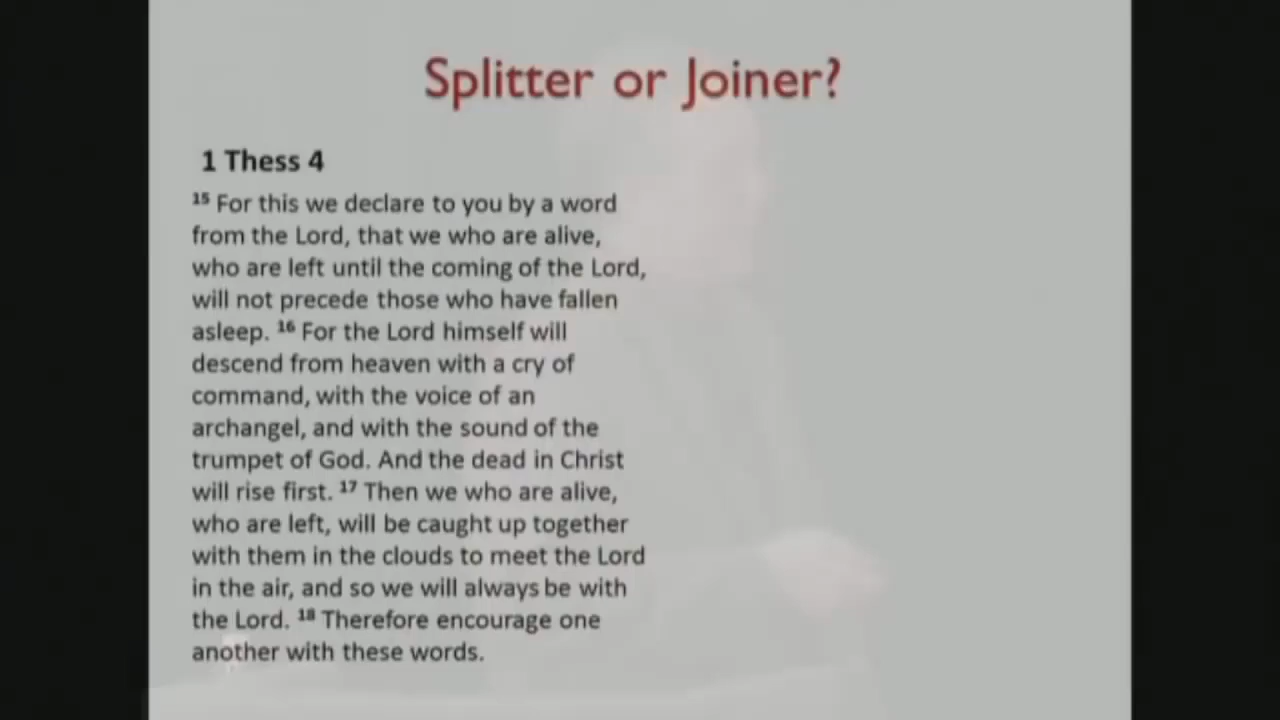 Splitter or Joiner?
1 Thess 4
15 For this we declare to you by a word
from the Lord, that we who are alive,
who are left until the coming of the Lord,
will not precede those who have fallen
asleep. 16 For the Lord himself will
descend from heaven with a cry of
command, with the voice of an
archangel, and with the sound of the
trumpet of God. And the dead in Christ
will rise first. 17 Then we who are alive,
who are left, will be caught up together
with them in the clouds to meet the Lord
in the air, and so we will always be with
the Lord. 18 Therefore encourage one
another with these words.